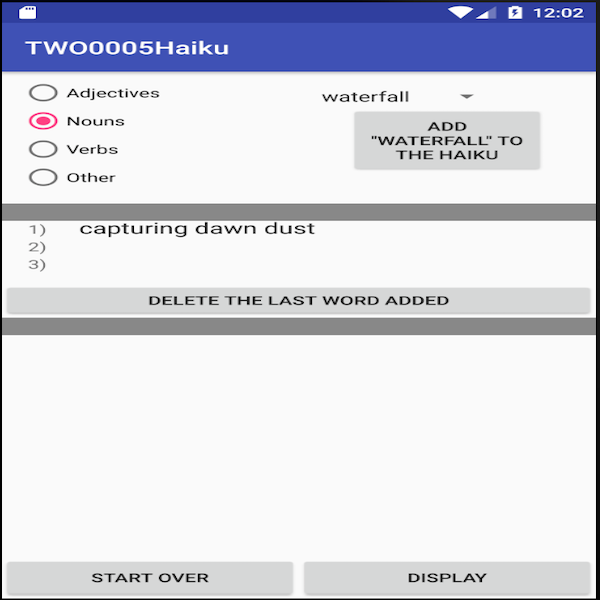 12:02
TWO0005Haiku
Adjectives
Nouns
Verbs
Other
waterfall
ADD
"WATERFALL" TO
THE HAIKU
1) capturing dawn dust
2)
3)
DELETE THE LAST WORD ADDED
START OVER
DISPLAY